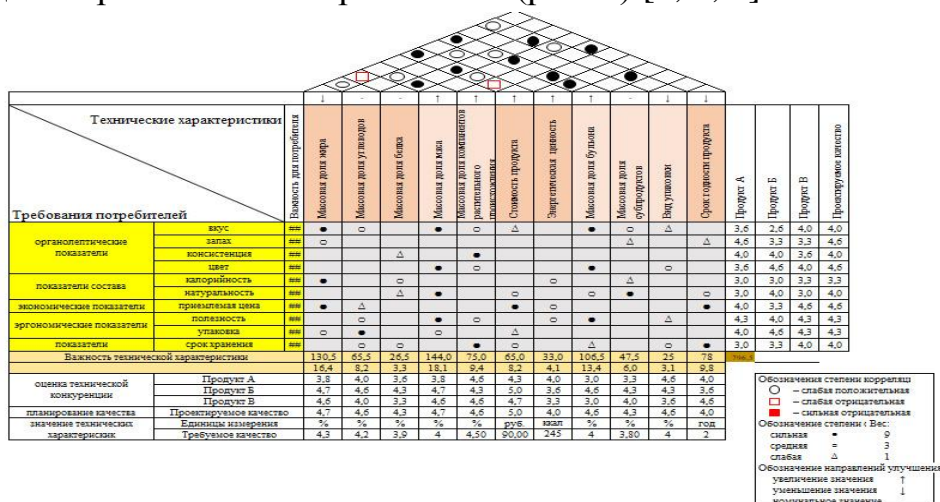 Технические характеристики
Требования потребителей
Важность для потребителя
Массовая доля жира
Массовая доля углеводов
Массовая доля белка
Массовая доля мяса
Массовая доля компонентов растительного происхождения
Стоимость продукта
Энергетическая ценность
Массовая доля бульона
Массовая доля субпродуктов
Вид упаковки
Срок годности продукта
Продукт А
Продукт Б
Продукт В
Проектируемое качество
органолептические показатели
вкус ## 3,6 2,6 4,0 4,0
запах ## 4,6 3,3 3,3 4,6
консистенция ## 4,0 4,0 3,6 4,0
цвет ## 3,6 4,6 4,0 4,6
показатели состава
калорийность ## 3,0 3,0 3,3 3,3
натуральность ## 3,0 4,0 3,0 4,0
экономические показатели приемлемая цена ## 4,0 3,3 4,6 4,6
эргономические показатели
полезность ## 4,3 4,0 4,3 4,3
упаковка ## 4,0 4,6 4,3 4,3
показатели срок хранения ## 3,0 3,3 4,0 4,0
Важность технической характеристики 130,5 65,5 26,5 144,0 75,0 65,0 33,0 106,5 47,5 25 78
16,4 8,2 3,3 18,1 9,4 8,2 4,1 13,4 6,0 3,1 9,8
оценка технической конкуренции
Продукт А 3,8 4,0 3,6 3,8 4,6 4,3 4,0 3,0 3,3 4,6 4,0
Продукт Б 4,7 4,6 4,3 4,7 4,3 5,0 3,6 4,6 4,3 4,3 3,6
Продукт В 4,6 4,0 3,3 4,6 4,6 4,7 3,3 3,0 4,0 3,6 4,6
планирование качества Проектируемое качество 4,7 4,6 4,3 4,7 4,6 5,0 4,0 4,6 4,3 4,6 4,0
значение технических характерискик
Единицы измерения % % % % % руб. ккал % % % год
Требуемое качество 4,3 4,2 3,9 4 4,50 90,00 245 4 3,80 4 2
Обозначения степени корреляци
– слабая положительная
– слабая отрицательная
– сильная отрицательная
Обозначение степени Вес:
сильная 9
средняя 3
слабая 1
Обозначение направлений улучшения
увеличение значения ↑
уменьшение значения ↓